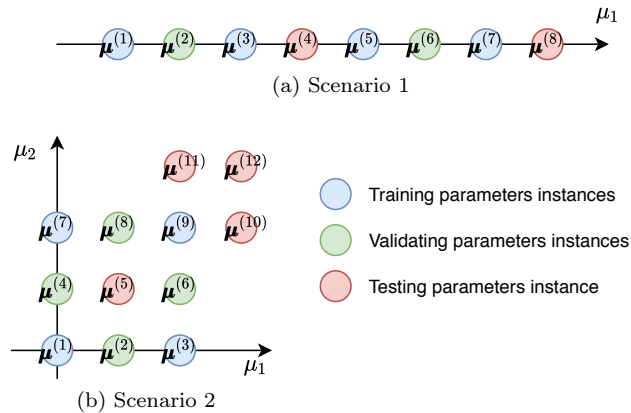 μ₁
μ⁽¹⁾ μ⁽²⁾ μ⁽³⁾ μ⁽⁴⁾ μ⁽⁵⁾ μ⁽⁶⁾ μ⁽⁷⁾ μ⁽⁸⁾
(a) Scenario 1
μ₂
μ⁽¹¹⁾ μ⁽¹²⁾
μ⁽⁷⁾ μ⁽⁸⁾ μ⁽⁹⁾ μ⁽¹⁰⁾
μ⁽⁴⁾ μ⁽⁵⁾ μ⁽⁶⁾
μ⁽¹⁾ μ⁽²⁾ μ⁽³⁾
μ₁
(b) Scenario 2
Training parameters instances
Validating parameters instances
Testing parameters instance